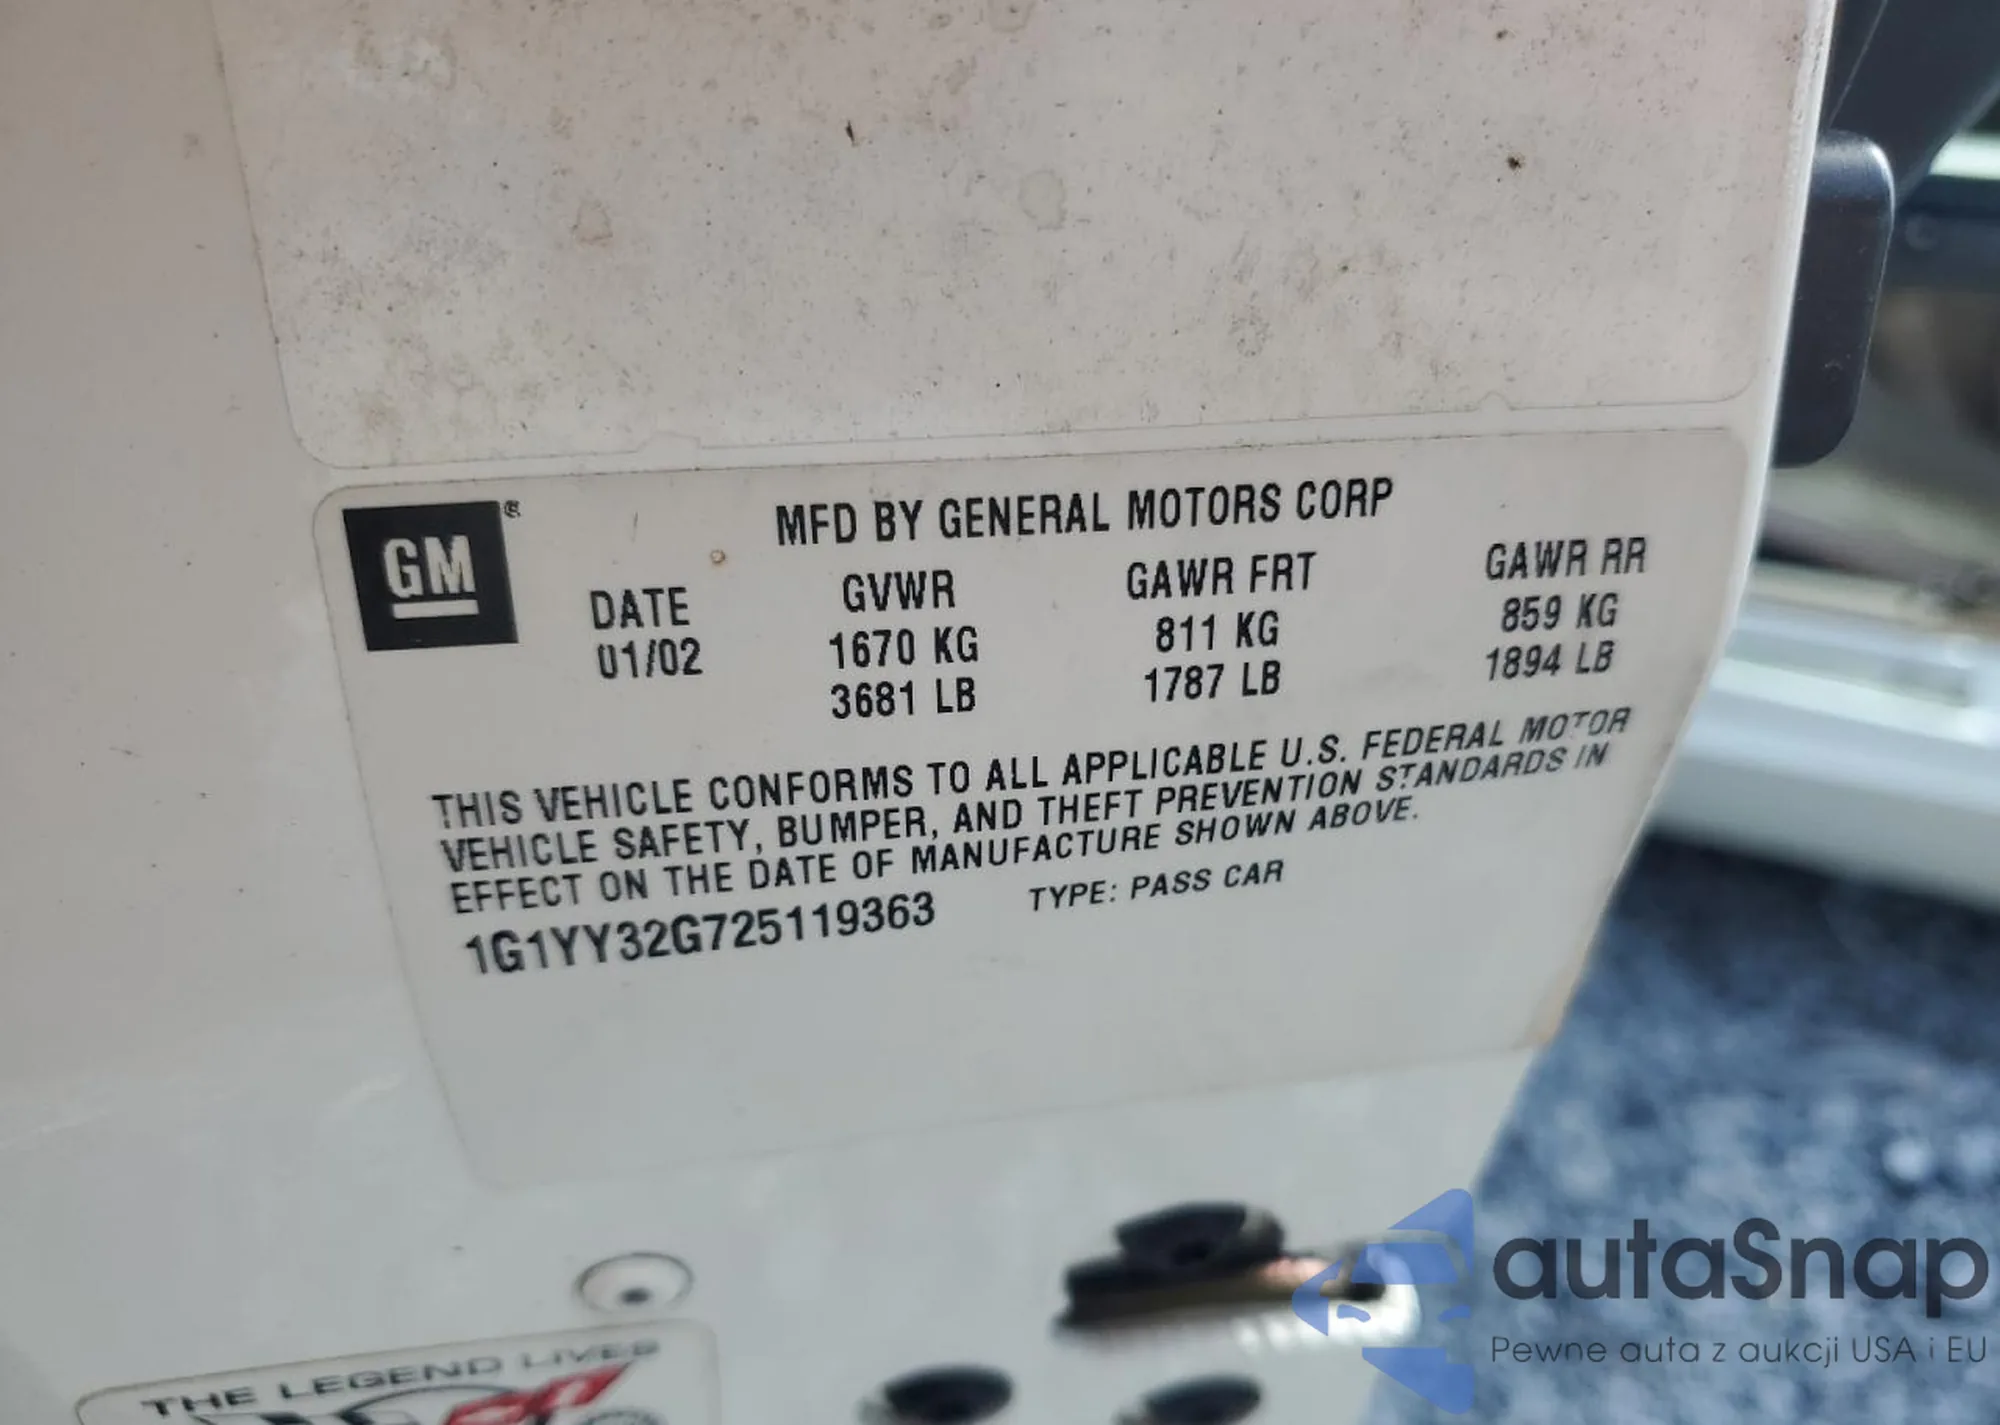 GM ®
MFD BY GENERAL MOTORS CORP
DATE GVWR GAWR FRT GAWR RR
01/02 1670 KG 811 KG 859 KG
3681 LB 1787 LB 1894 LB
THIS VEHICLE CONFORMS TO ALL APPLICABLE U.S. FEDERAL MOTOR
VEHICLE SAFETY, BUMPER, AND THEFT PREVENTION STANDARDS IN
EFFECT ON THE DATE OF MANUFACTURE SHOWN ABOVE.
1G1YY32G725119363 TYPE: PASS CAR
THE LEGEND LIVES
on
autaSnap
Pewne auta z aukcji USA i EU